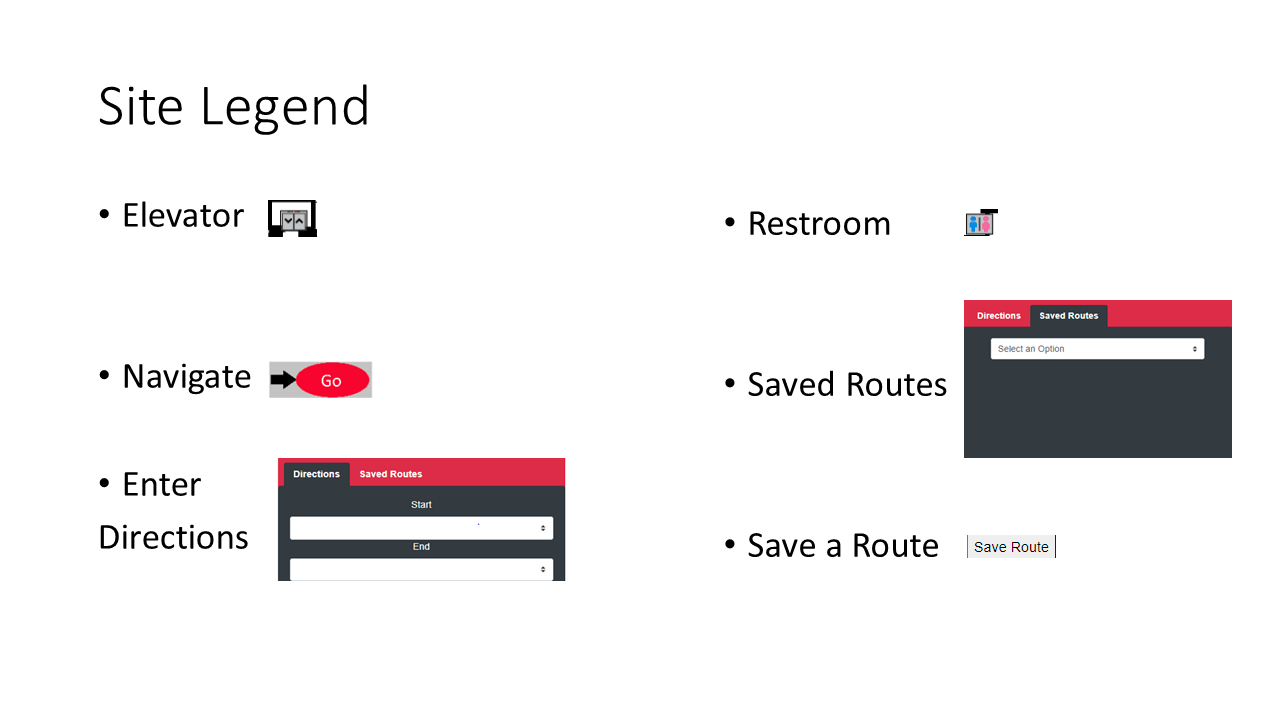 Site Legend
• Elevator
• Navigate
Go
• Enter
Directions
Directions Saved Routes
Start
End
• Restroom
• Saved Routes
Directions Saved Routes
Select an Option
• Save a Route
Save Route